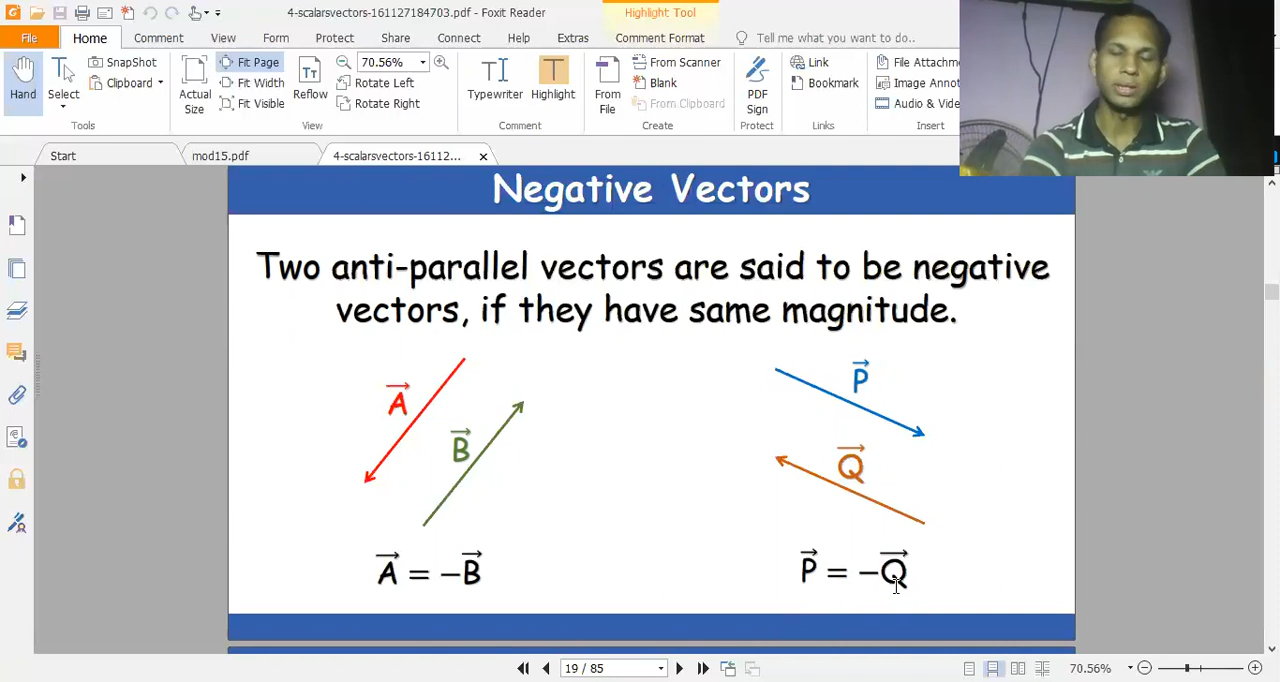 4-scalarsvectors-161127184703.pdf - Foxit Reader
Highlight Tool
File Home Comment View Form Protect Share Connect Help Extras Comment Format Tell me what you want to do..
Hand
Select
SnapShot
Clipboard
Tools
Actual Size
Fit Page
Fit Width
Fit Visible
Reflow
70.56%
Rotate Left
Rotate Right
View
Typewriter
Highlight
Comment
From File
From Scanner
Blank
From Clipboard
Create
PDF Sign
Protect
Link
Bookmark
Links
File Attachm
Image Annot
Audio & Vide
Insert
Start mod15.pdf 4-scalarsvectors-16112...
Negative Vectors
Two anti-parallel vectors are said to be negative
vectors, if they have same magnitude.
A⃗
B⃗
P⃗
Q⃗
A⃗ = −B⃗
P⃗ = −Q⃗
19 / 85
70.56%